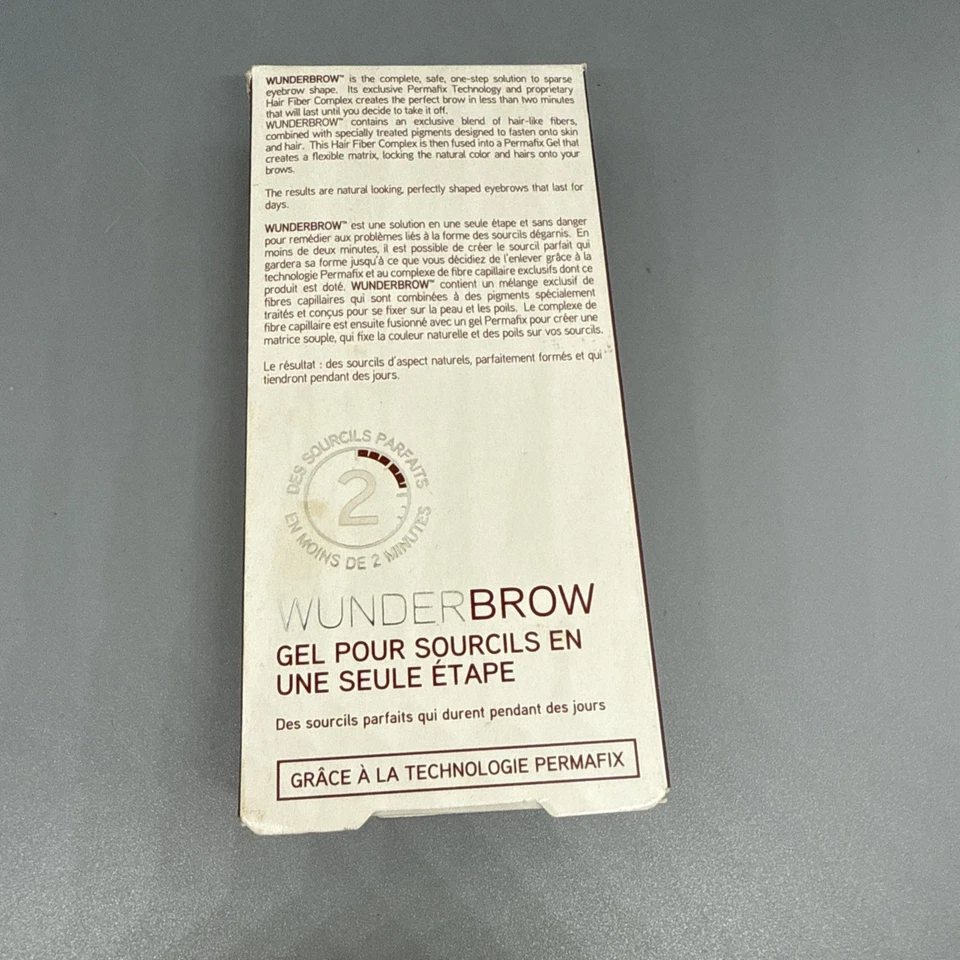 WUNDERBROW™ is the complete, safe, one-step solution to sparse
eyebrow shape. Its exclusive Permafix Technology and proprietary
Hair Fiber Complex creates the perfect brow in less than two minutes
that will last until you decide to take it off.
WUNDERBROW™ contains an exclusive blend of hair-like fibers,
combined with specially treated pigments designed to fasten onto skin
and hair. This Hair Fiber Complex is then fused into a Permafix Gel that
creates a flexible matrix, locking the natural color and hairs onto your
brows.
The results are natural looking, perfectly shaped eyebrows that last for
days.
WUNDERBROW™ est une solution en une seule étape et sans danger
pour remédier aux problèmes liés à la forme des sourcils dégarnis. En
moins de deux minutes, il est possible de créer le sourcil parfait qui
gardera sa forme jusqu'à ce que vous décidiez de l'enlever grâce à la
technologie Permafix et au complexe de fibre capillaire exclusifs dont ce
produit est doté. WUNDERBROW™ contient un mélange exclusif de
fibres capillaires qui sont combinées à des pigments spécialement
traités et conçus pour se fixer sur la peau et les poils. Le complexe de
fibre capillaire est ensuite fusionné avec un gel Permafix pour créer une
matrice souple, qui fixe la couleur naturelle et des poils sur vos sourcils.
Le résultat : des sourcils d'aspect naturels, parfaitement formés et qui
tiendront pendant des jours.
DES SOURCILS PARFAITS
2
EN MOINS DE 2 MINUTES
WUNDERBROW
GEL POUR SOURCILS EN
UNE SEULE ÉTAPE
Des sourcils parfaits qui durent pendant des jours
GRÂCE À LA TECHNOLOGIE PERMAFIX